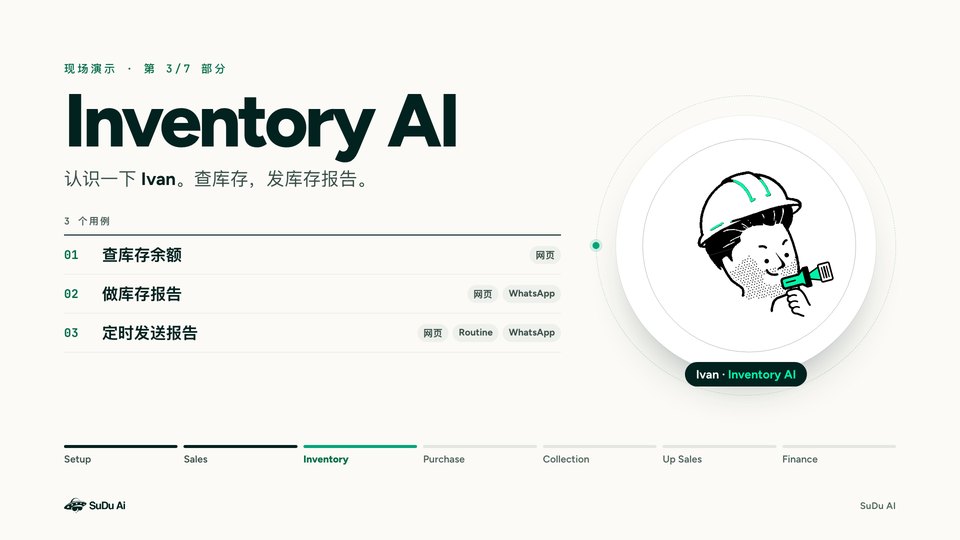 现场演示 · 第 3/7 部分
Inventory AI
认识一下 Ivan。查库存，发库存报告。
3 个用例
01 查库存余额 网页
02 做库存报告 网页 WhatsApp
03 定时发送报告 网页 Routine WhatsApp
Ivan · Inventory AI
Setup Sales Inventory Purchase Collection Up Sales Finance
SuDu Ai
SuDu AI